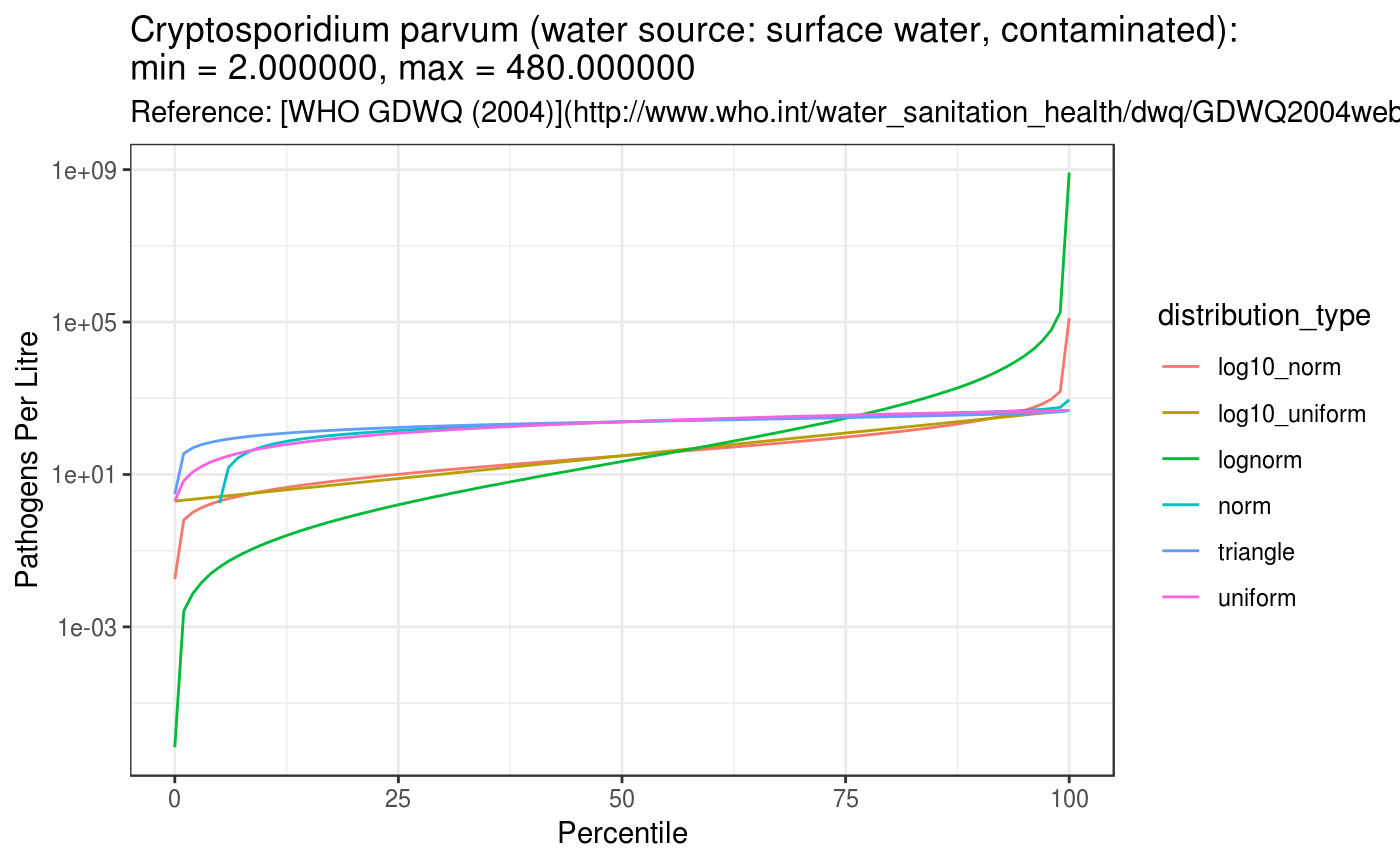 Cryptosporidium parvum (water source: surface water, contaminated):
min = 2.000000, max = 480.000000
Reference: [WHO GDWQ (2004)](http://www.who.int/water_sanitation_health/dwq/GDWQ2004web
1e+09
1e+05
1e+01
1e-03
Pathogens Per Litre
0
25
50
75
100
Percentile
distribution_type
log10_norm
log10_uniform
lognorm
norm
triangle
uniform